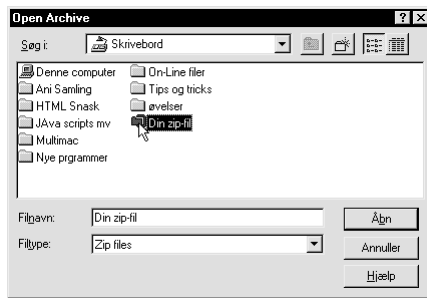 Open Archive
Søg i: Skrivebord
Denne computer
Ani Samling
HTML Snask
JAva scripts mv
Multimac
Nye prgrammer
On-Line filer
Tips og tricks
øvelser
Din zip-fil
Filnavn: Din zip-fil
Åbn
Filtype: Zip files
Annuller
Hjælp